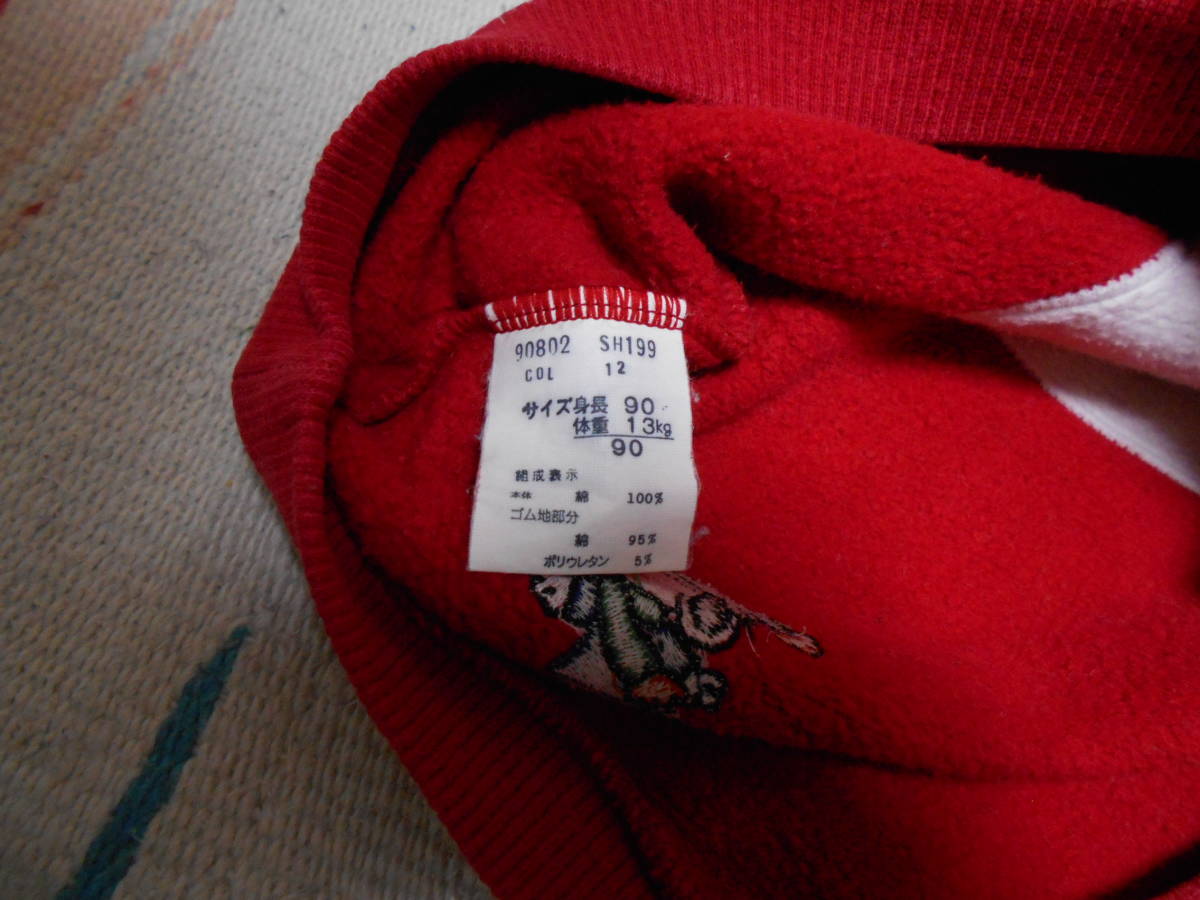 90802 SH199
COL 12
サイズ身長 90
体重 13kg
90
組成表示
本体 綿 100%
ゴム地部分
綿 95%
ポリウレタン 5%